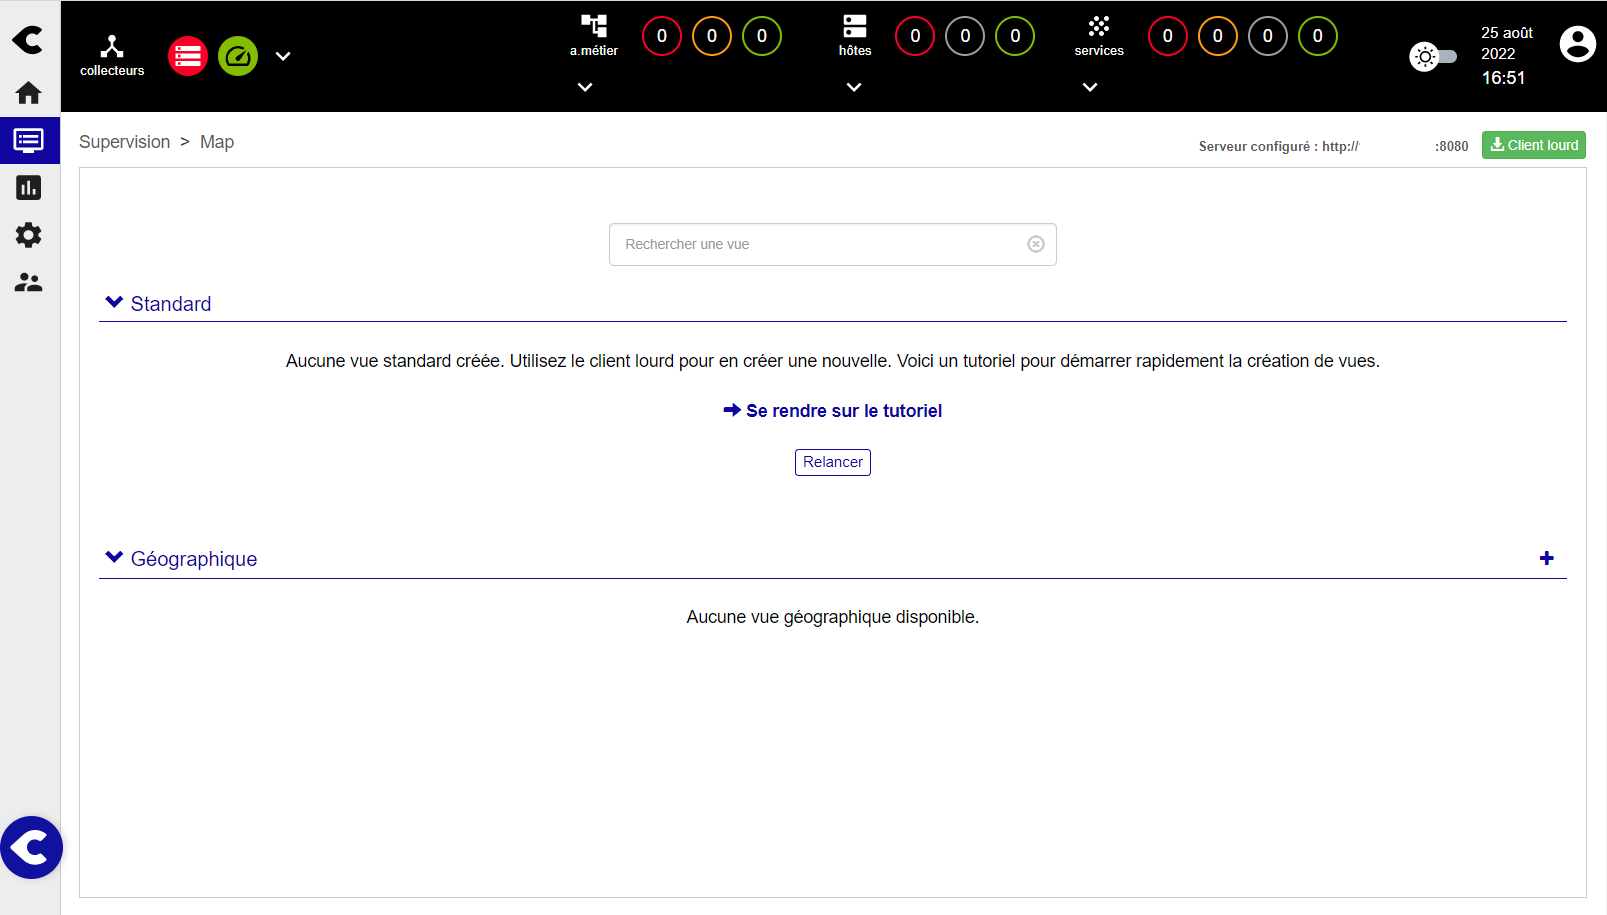 collecteurs
a.métier 0 0 0
hôtes 0 0 0
services 0 0 0 0
25 août
2022
16:51
Supervision > Map
Serveur configuré : http:// :8080 Client lourd
Rechercher une vue
Standard
Aucune vue standard créée. Utilisez le client lourd pour en créer une nouvelle. Voici un tutoriel pour démarrer rapidement la création de vues.
Se rendre sur le tutoriel
Relancer
Géographique
Aucune vue géographique disponible.